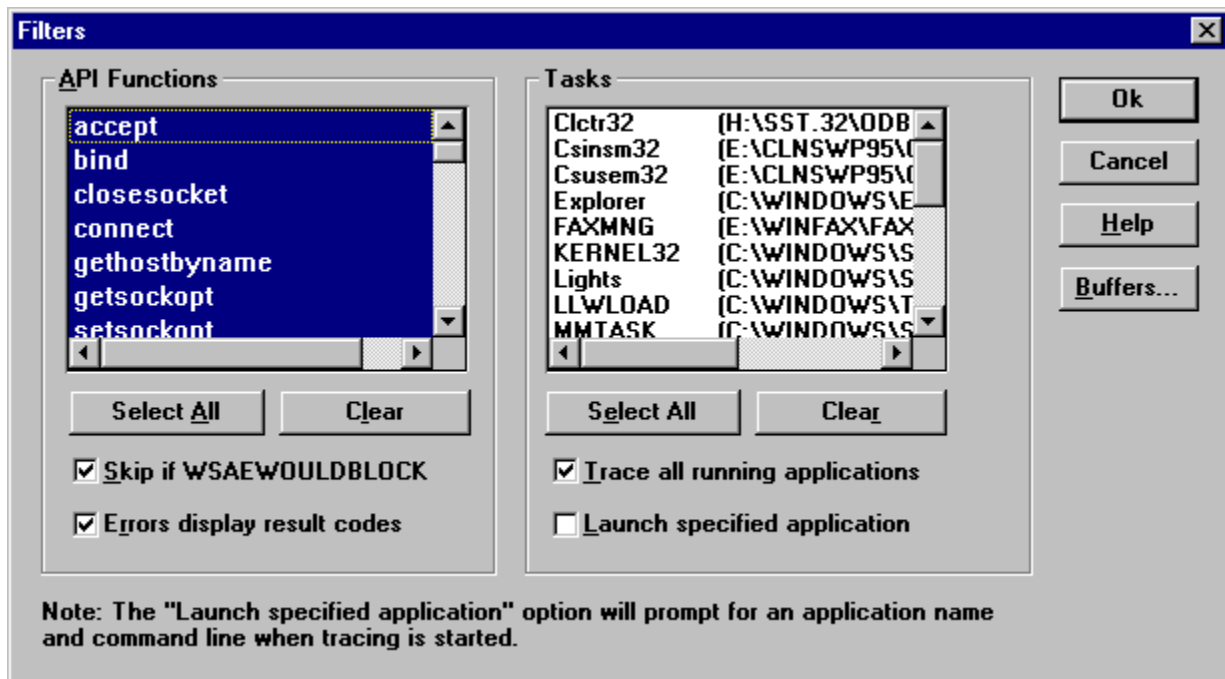 Filters
API Functions
accept
bind
closesocket
connect
gethostbyname
getsockopt
setsockopt
Select All Clear
Skip if WSAEWOULDBLOCK
Errors display result codes
Tasks
Clctr32 (H:\SST.32\ODB
Csinsm32 (E:\CLNSWP95\C
Csusem32 (E:\CLNSWP95\C
Explorer (C:\WINDOWS\E
FAXMNG (E:\WINFAX\FAX
KERNEL32 (C:\WINDOWS\S
Lights (C:\WINDOWS\S
LLWLOAD (C:\WINDOWS\T
MMTASK (C:\WINDOWS\S
Select All Clear
Trace all running applications
Launch specified application
Ok
Cancel
Help
Buffers...
Note: The "Launch specified application" option will prompt for an application name
and command line when tracing is started.